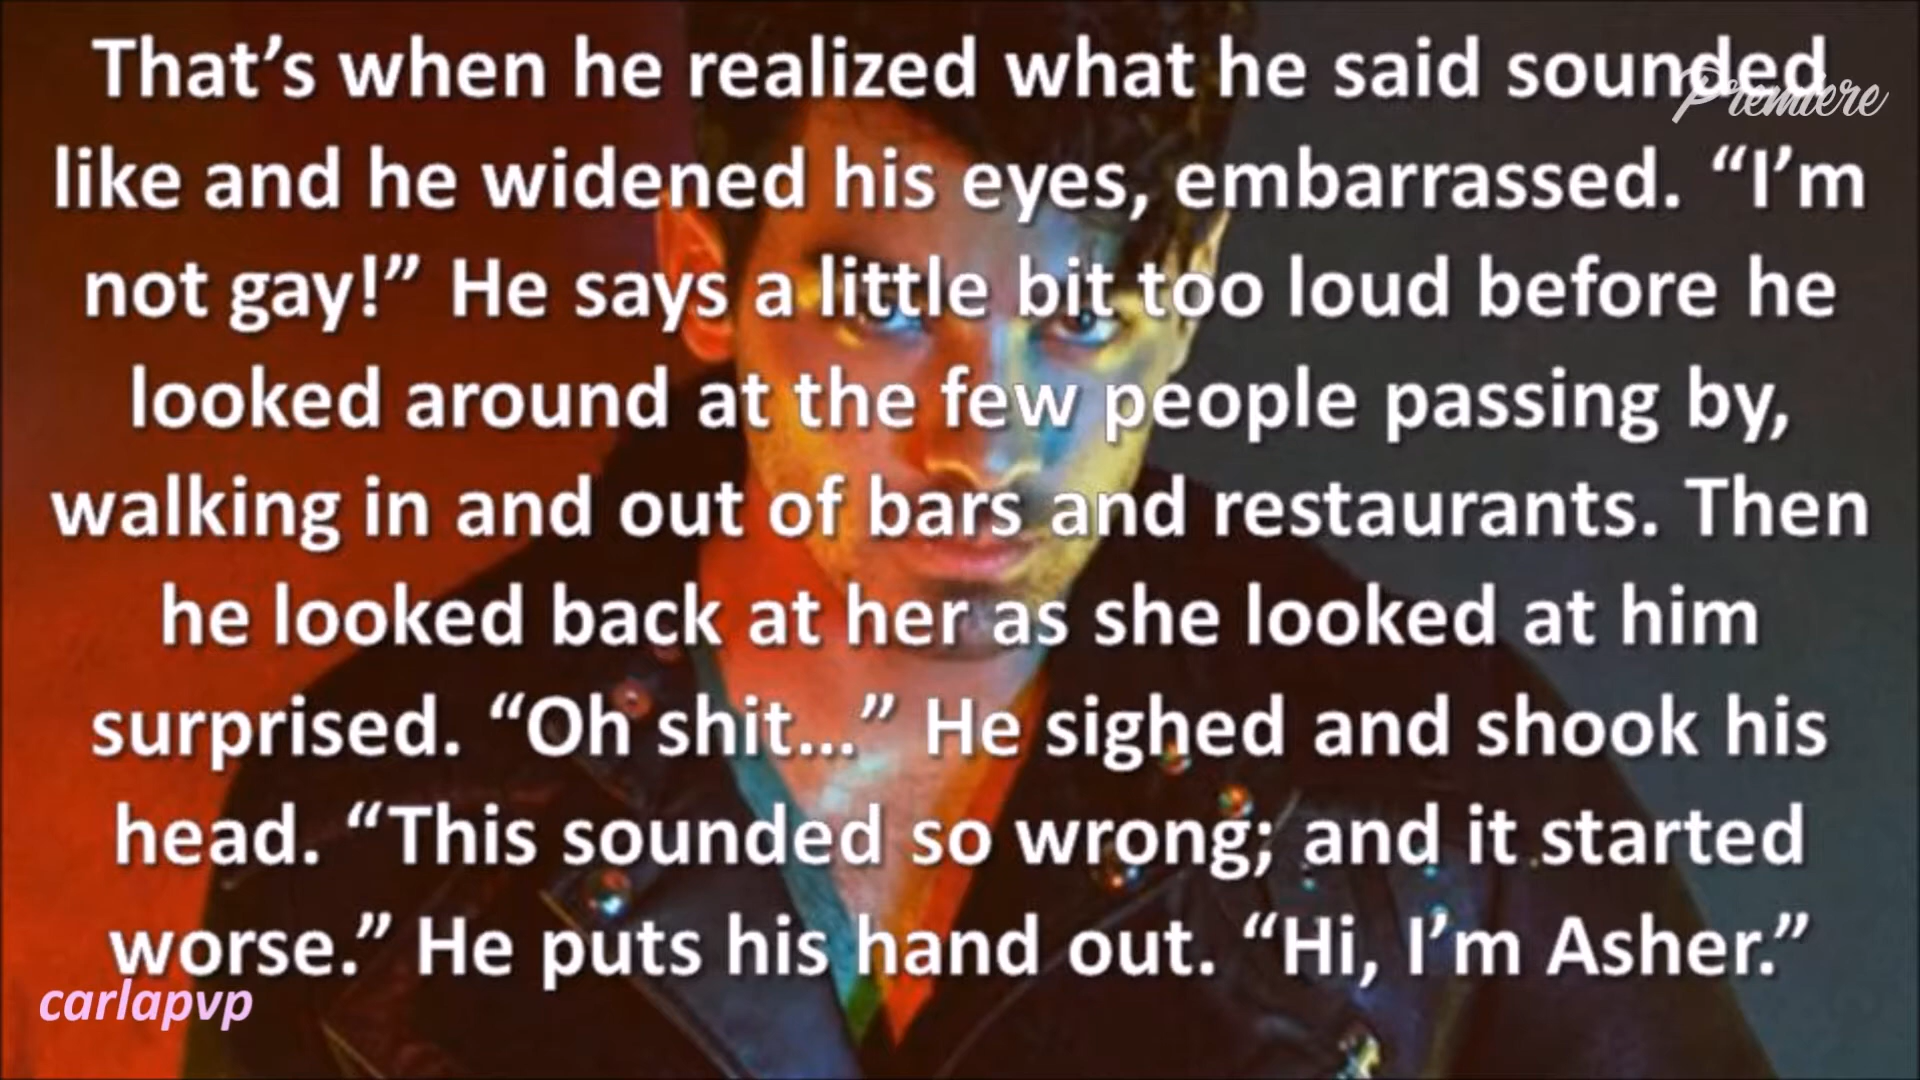 That’s when he realized what he said sounded
Premiere
like and he widened his eyes, embarrassed. “I’m
not gay!” He says a little bit too loud before he
looked around at the few people passing by,
walking in and out of bars and restaurants. Then
he looked back at her as she looked at him
surprised. “Oh shit…” He sighed and shook his
head. “This sounded so wrong; and it started
worse.” He puts his hand out. “Hi, I’m Asher.”
carlapvp